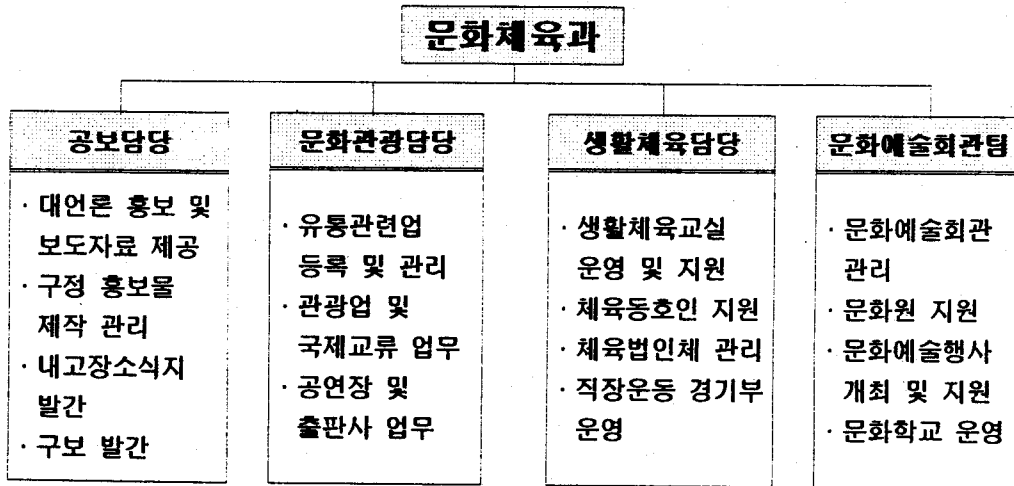 문화체육과
공보담당
· 대언론 홍보 및
보도자료 제공
· 구정 홍보물
제작 관리
· 내고장소식지
발간
· 구보 발간
문화관광담당
· 유통관련업
등록 및 관리
· 관광업 및
국제교류 업무
· 공연장 및
출판사 업무
생활체육담당
· 생활체육교실
운영 및 지원
· 체육동호인 지원
· 체육법인체 관리
· 직장운동 경기부
운영
문화예술회관팀
· 문화예술회관
관리
· 문화원 지원
· 문화예술행사
개최 및 지원
· 문화학교 운영